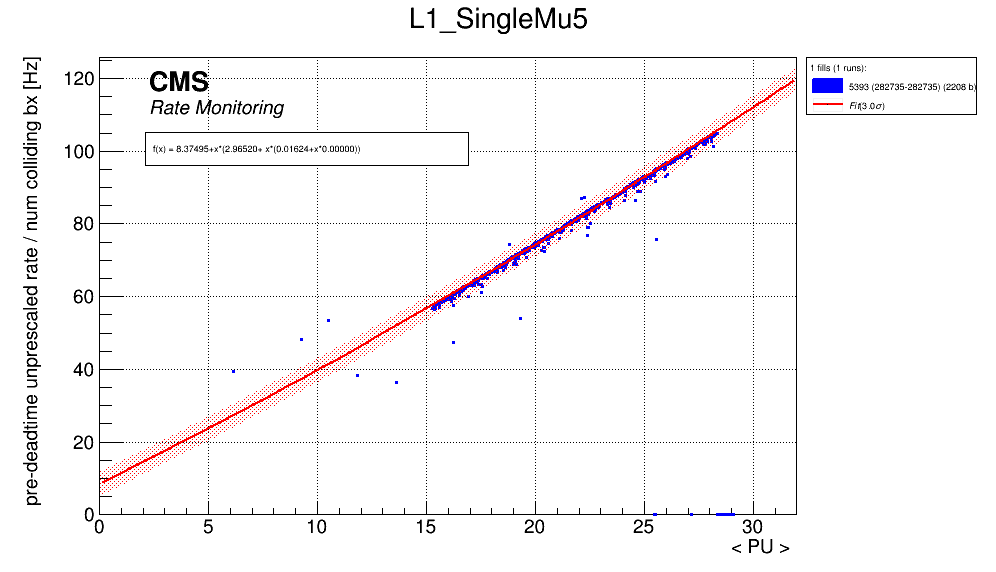 L1_SingleMu5
pre-deadtime unprescaled rate / num colliding bx [Hz]
CMS
Rate Monitoring
f(x) = 8.37495+x*(2.96520+ x*(0.01624+x*0.00000))
1 fills (1 runs):
5393 (282735-282735) (2208 b)
Fit(3.0σ)
120
100
80
60
40
20
0
0 5 10 15 20 25 30
< PU >